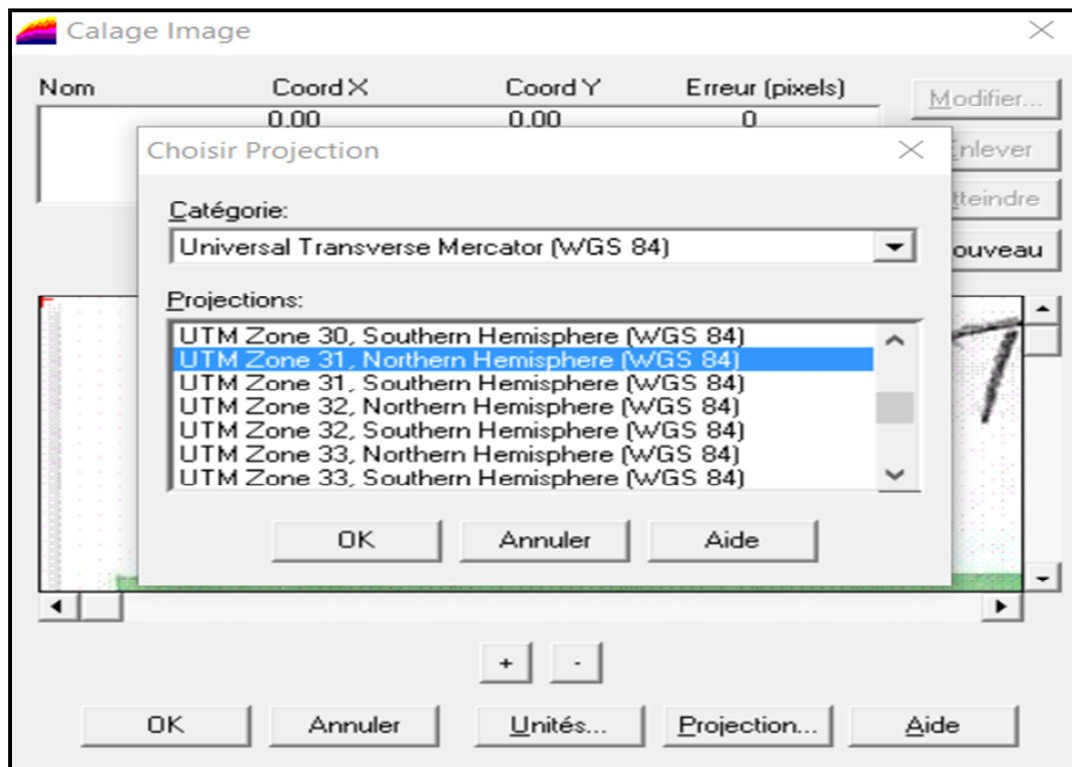 Calage Image
Nom Coord X Coord Y Erreur (pixels)
0.00 0.00 0
Modifier...
Choisir Projection
nlever
Catégorie:
tteindre
Universal Transverse Mercator (WGS 84)
ouveau
Projections:
UTM Zone 30, Southern Hemisphere (WGS 84)
UTM Zone 31, Northern Hemisphere (WGS 84)
UTM Zone 31, Southern Hemisphere (WGS 84)
UTM Zone 32, Northern Hemisphere (WGS 84)
UTM Zone 32, Southern Hemisphere (WGS 84)
UTM Zone 33, Northern Hemisphere (WGS 84)
UTM Zone 33, Southern Hemisphere (WGS 84)
OK Annuler Aide
+ -
OK Annuler Unités... Projection... Aide